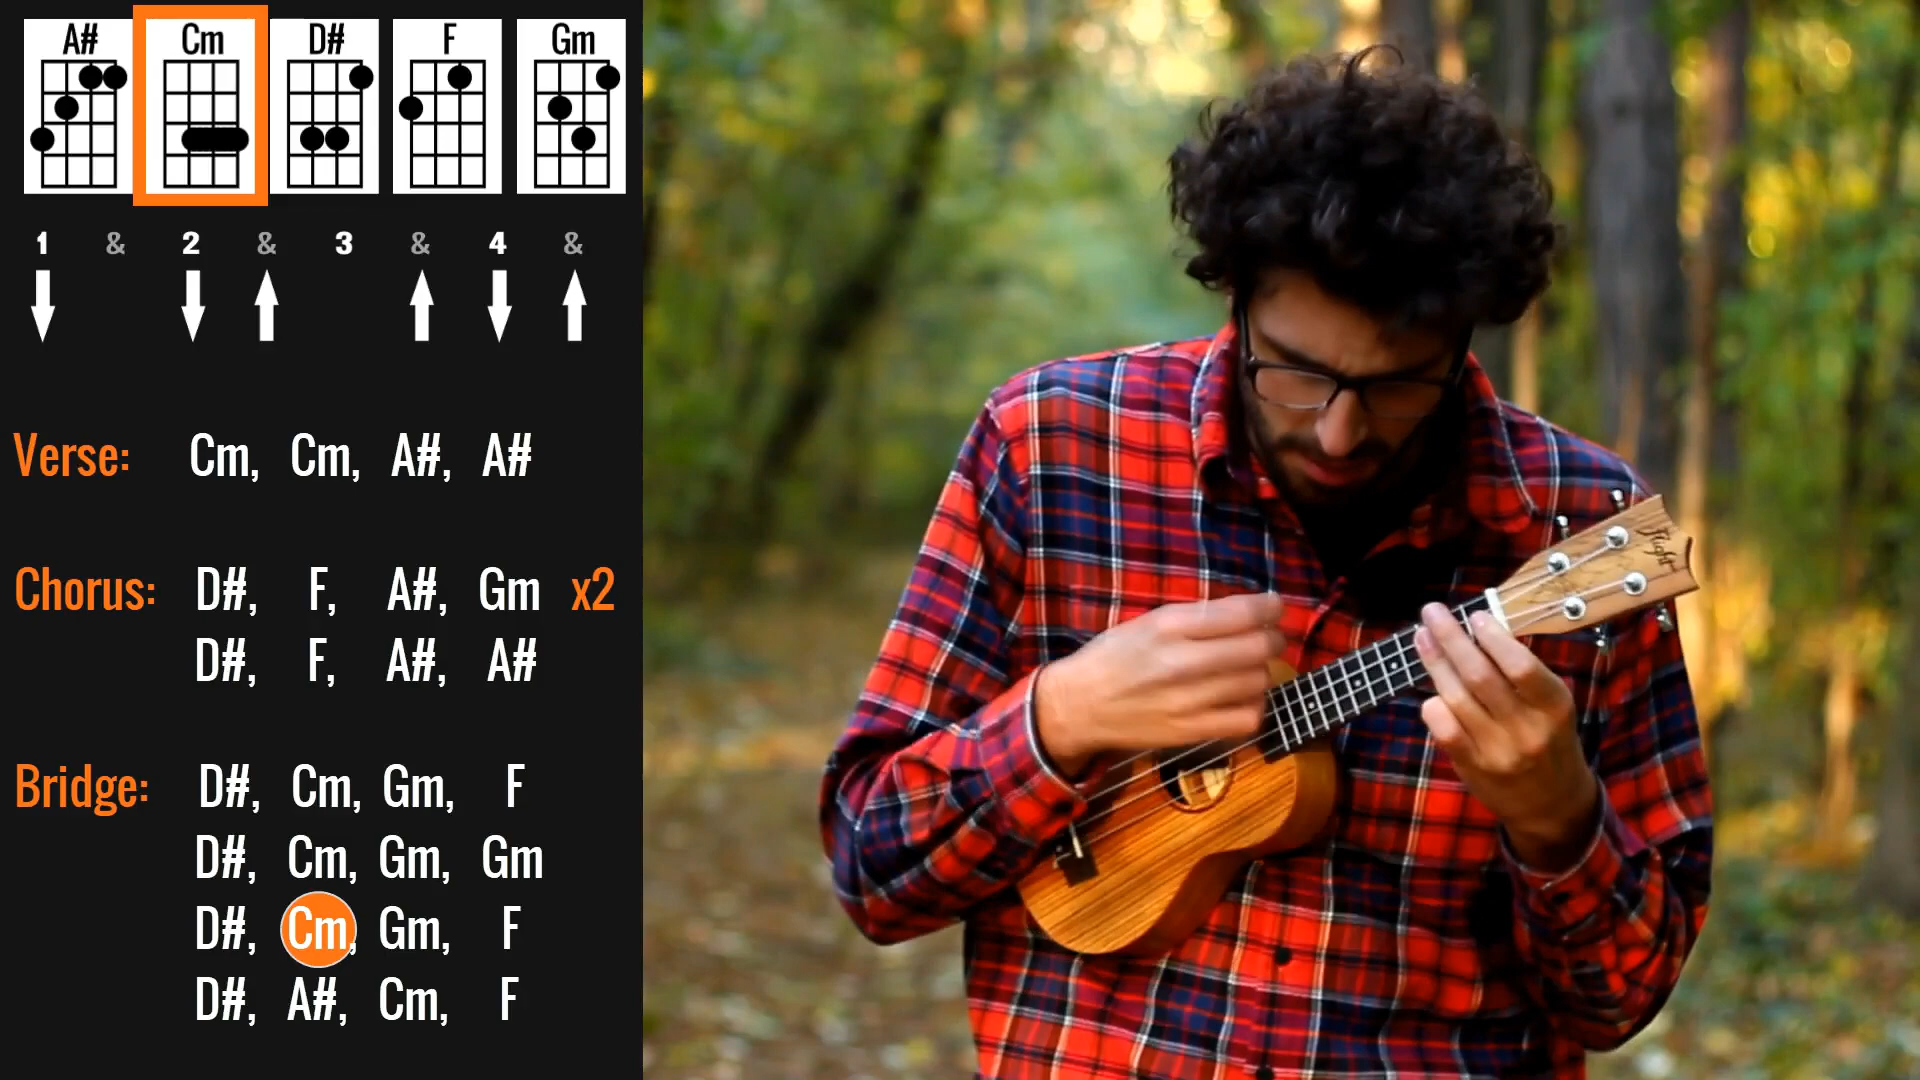 A# Cm D# F Gm
1 & 2 & 3 & 4 &
Verse: Cm, Cm, A#, A#
Chorus: D#, F, A#, Gm x2
D#, F, A#, A#
Bridge: D#, Cm, Gm, F
D#, Cm, Gm, Gm
D#, Cm, Gm, F
D#, A#, Cm, F
Flight